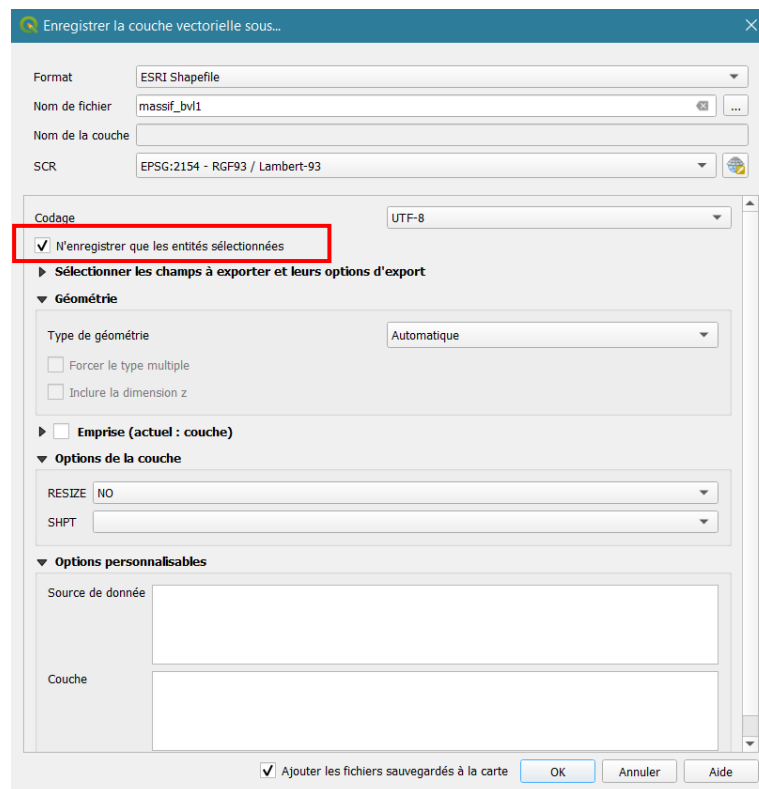 Enregistrer la couche vectorielle sous...
Format ESRI Shapefile
Nom de fichier massif_bvl1 ...
Nom de la couche
SCR EPSG:2154 - RGF93 / Lambert-93
Codage UTF-8
N'enregistrer que les entités sélectionnées
Sélectionner les champs à exporter et leurs options d'export
Géométrie
Type de géométrie Automatique
Forcer le type multiple
Inclure la dimension z
Emprise (actuel : couche)
Options de la couche
RESIZE NO
SHPT
Options personnalisables
Source de donnée
Couche
Ajouter les fichiers sauvegardés à la carte OK Annuler Aide